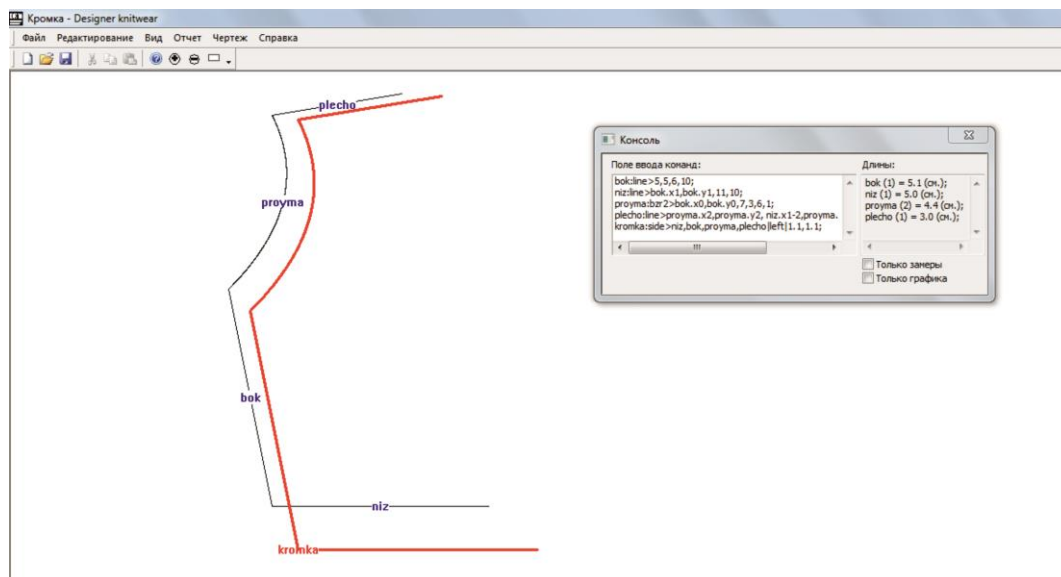 Кромка - Designer knitwear
Файл Редактирование Вид Отчет Чертеж Справка
plecho
proyma
bok
niz
kromka
Консоль
Поле ввода команд:
bok:line>5,5,6,10;
niz:line>bok.x1,bok.y1,11,10;
proyma:bzr2>bok.x0,bok.y0,7,3,6,1;
plecho:line>proyma.x2,proyma.y2, niz.x1-2,proyma.
kromka:side>niz,bok,proyma,plecho|left|1.1,1.1;
Длины:
bok (1) = 5.1 (см.);
niz (1) = 5.0 (см.);
proyma (2) = 4.4 (см.);
plecho (1) = 3.0 (см.);
Только замеры
Только графика